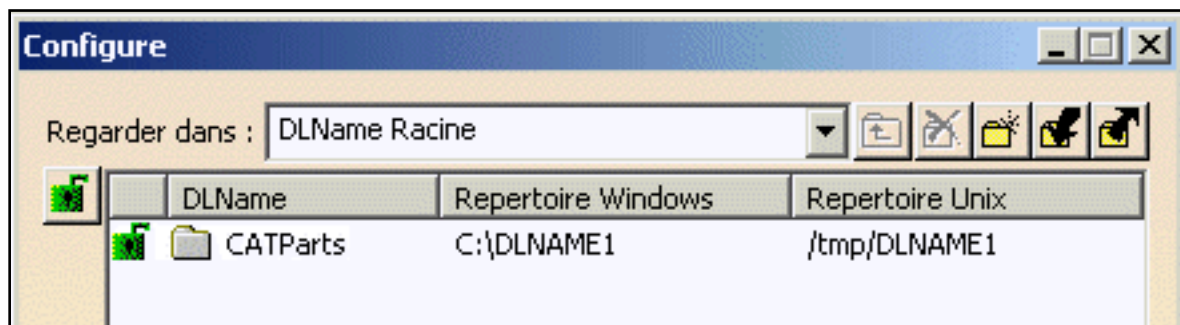 Configure
Regarder dans : DLName Racine
DLName Repertoire Windows Repertoire Unix
CATParts C:\DLNAME1 /tmp/DLNAME1